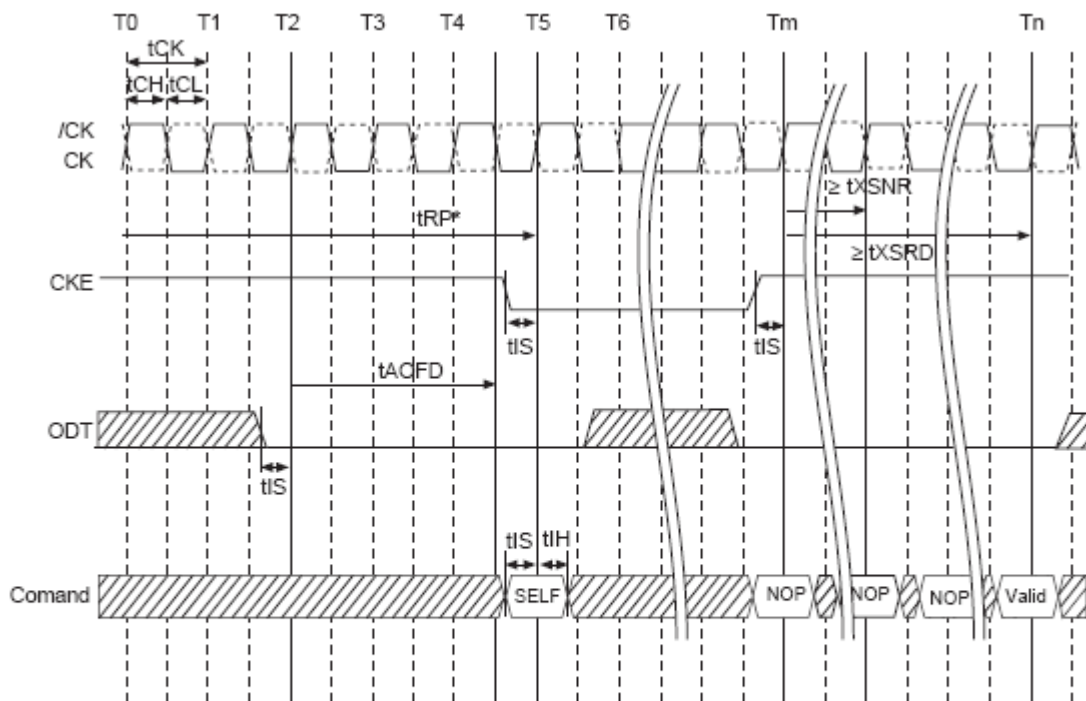 T0 T1 T2 T3 T4 T5 T6 Tm Tn
tCK
tCH tCL
/CK
CK
≥ tXSNR
tRP*
≥ tXSRD
CKE
tIS
tIS
tAOFD
ODT
tIS
tIS tIH
Comand SELF NOP NOP NOP Valid